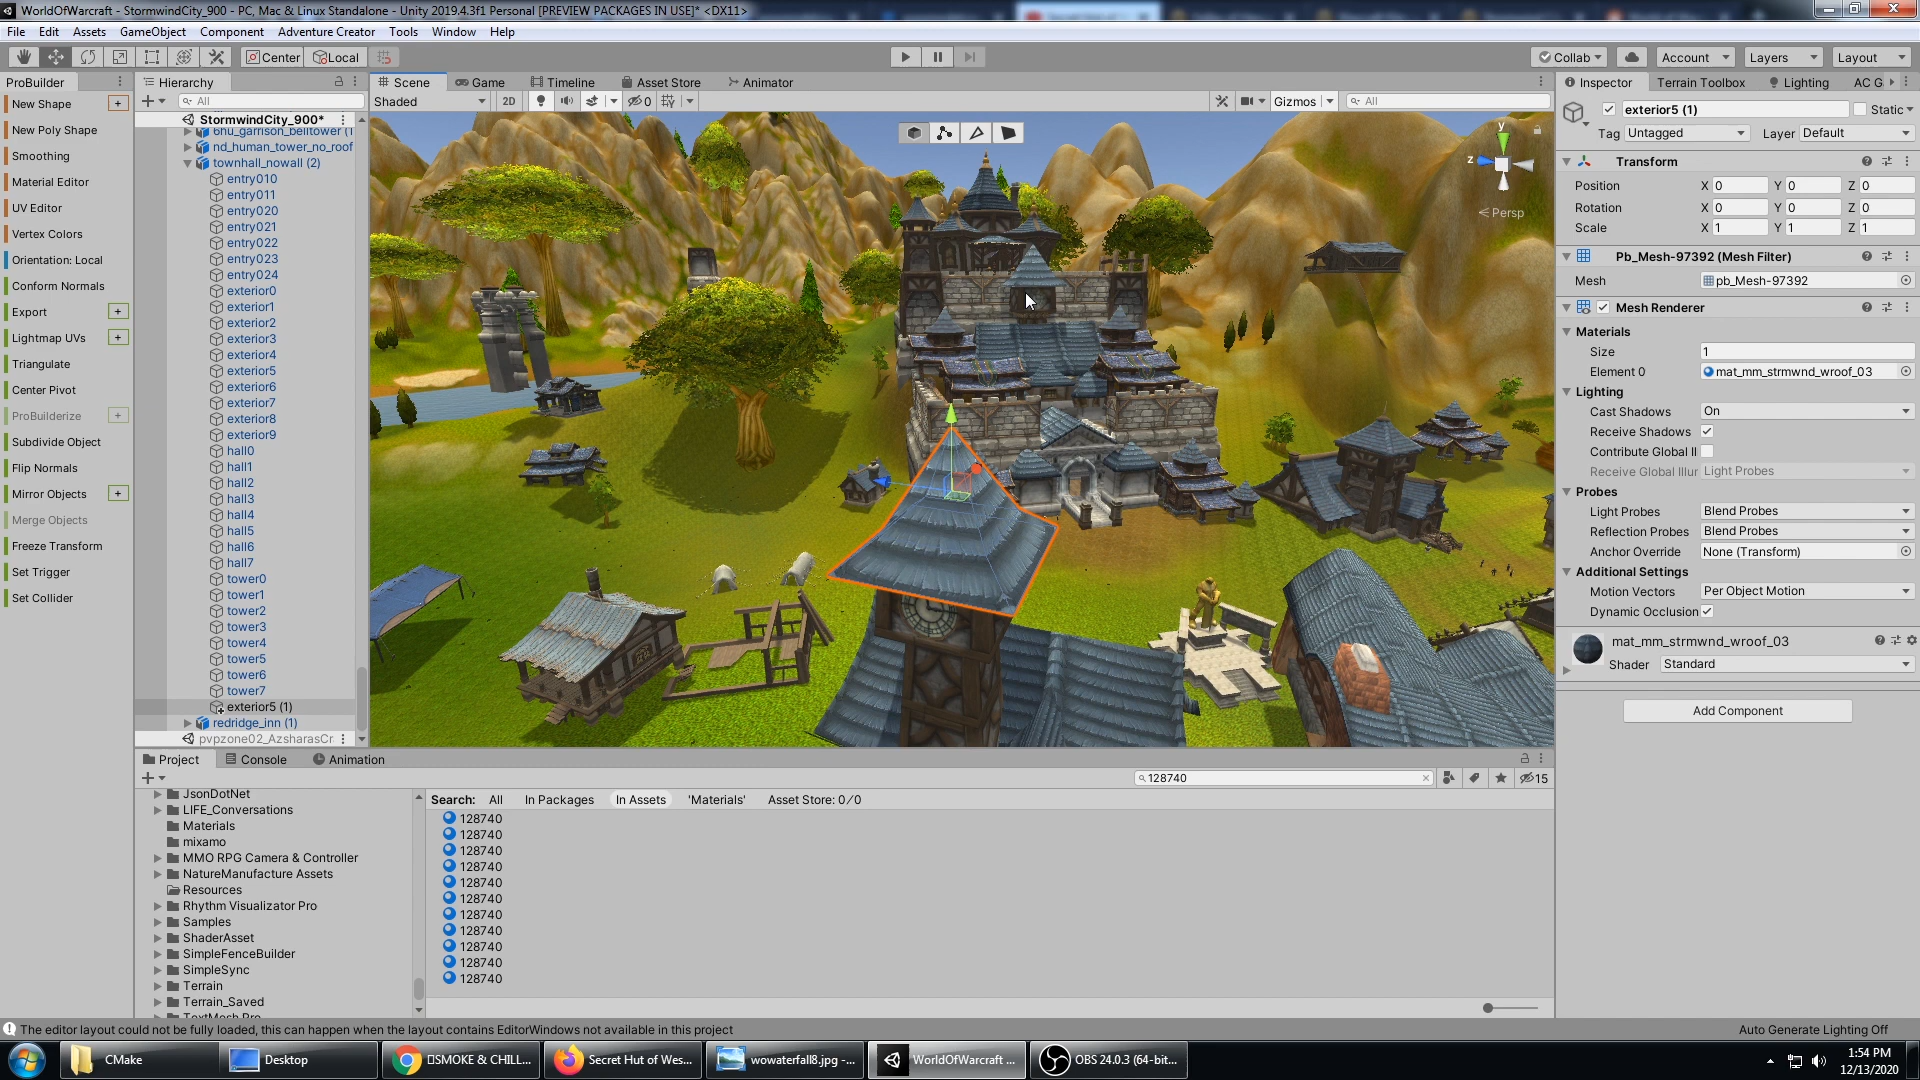 WorldOfWarcraft - StormwindCity_900 - PC, Mac & Linux Standalone - Unity 2019.4.3f1 Personal [PREVIEW PACKAGES IN USE]* <DX11>
File Edit Assets GameObject Component Adventure Creator Tools Window Help
Center Local Collab Account Layers Layout
ProBuilder
New Shape
New Poly Shape
Smoothing
Material Editor
UV Editor
Vertex Colors
Orientation: Local
Conform Normals
Export
Lightmap UVs
Triangulate
Center Pivot
ProBuilderize
Subdivide Object
Flip Normals
Mirror Objects
Merge Objects
Freeze Transform
Set Trigger
Set Collider
Hierarchy
All
StormwindCity_900*
6hu_garrison_belltower (1
nd_human_tower_no_roof
townhall_nowall (2)
entry010
entry011
entry020
entry021
entry022
entry023
entry024
exterior0
exterior1
exterior2
exterior3
exterior4
exterior5
exterior6
exterior7
exterior8
exterior9
hall0
hall1
hall2
hall3
hall4
hall5
hall6
hall7
tower0
tower1
tower2
tower3
tower4
tower5
tower6
tower7
exterior5 (1)
redridge_inn (1)
pvpzone02_AzsharasCr
Scene Game Timeline Asset Store Animator
Shaded 2D 0 Gizmos All
y
z
Persp
Inspector Terrain Toolbox Lighting AC G
exterior5 (1) Static
Tag Untagged Layer Default
Transform
Position X 0 Y 0 Z 0
Rotation X 0 Y 0 Z 0
Scale X 1 Y 1 Z 1
Pb_Mesh-97392 (Mesh Filter)
Mesh pb_Mesh-97392
Mesh Renderer
Materials
Size 1
Element 0 mat_mm_strmwnd_wroof_03
Lighting
Cast Shadows On
Receive Shadows
Contribute Global Il
Receive Global Illur Light Probes
Probes
Light Probes Blend Probes
Reflection Probes Blend Probes
Anchor Override None (Transform)
Additional Settings
Motion Vectors Per Object Motion
Dynamic Occlusion
mat_mm_strmwnd_wroof_03
Shader Standard
Add Component
Project Console Animation
128740 15
JsonDotNet
LIFE_Conversations
Materials
mixamo
MMO RPG Camera & Controller
NatureManufacture Assets
Resources
Rhythm Visualizator Pro
Samples
ShaderAsset
SimpleFenceBuilder
SimpleSync
Terrain
Terrain_Saved
TextMesh Pro
Search: All In Packages In Assets 'Materials' Asset Store: 0/0
128740
128740
128740
128740
128740
128740
128740
128740
128740
128740
128740
The editor layout could not be fully loaded, this can happen when the layout contains EditorWindows not available in this project
Auto Generate Lighting Off
CMake Desktop SMOKE & CHILL... Secret Hut of Wes... wowaterfall8.jpg -... WorldOfWarcraft ... OBS 24.0.3 (64-bit...
1:54 PM
12/13/2020